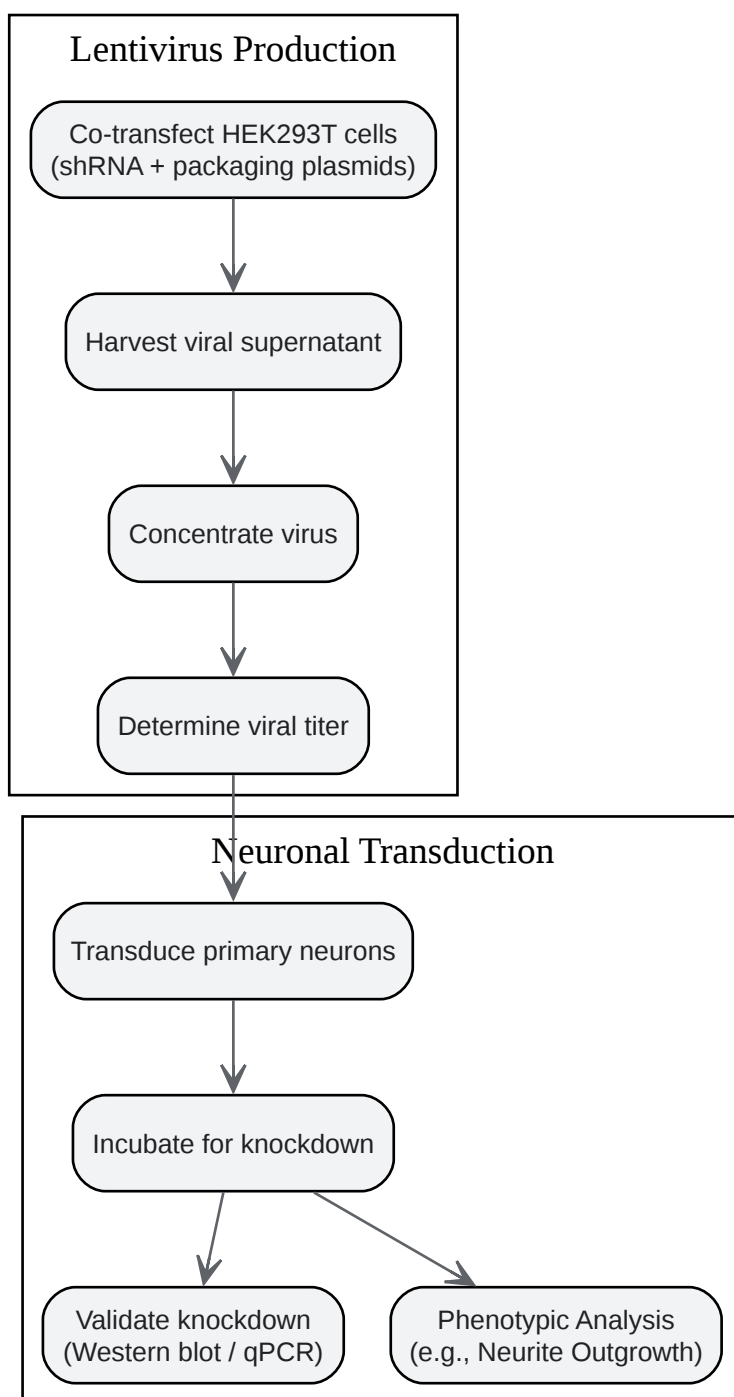 Lentivirus Production
Co-transfect HEK293T cells
(shRNA + packaging plasmids)
Harvest viral supernatant
Concentrate virus
Determine viral titer
Neuronal Transduction
Transduce primary neurons
Incubate for knockdown
Validate knockdown
(Western blot / qPCR)
Phenotypic Analysis
(e.g., Neurite Outgrowth)